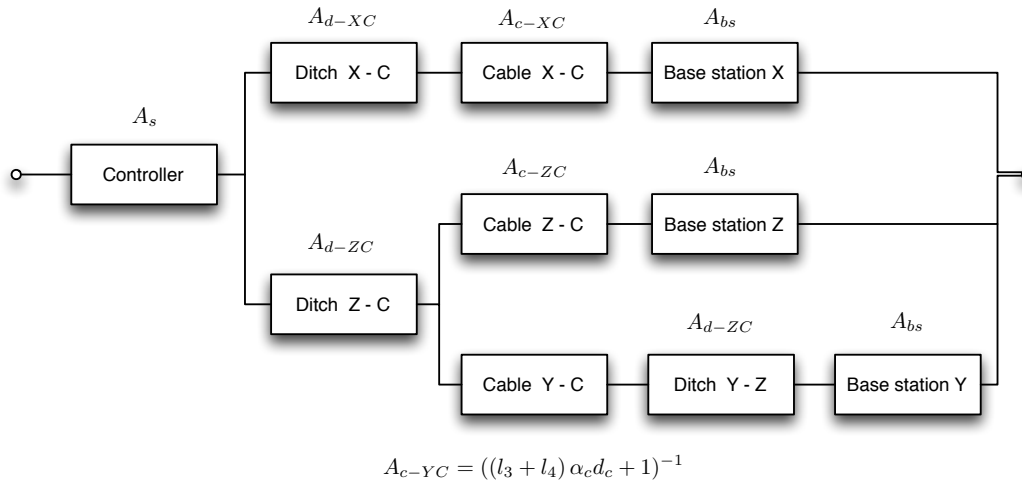 A_{d-XC} A_{c-XC} A_{bs}
Ditch X - C Cable X - C Base station X
A_s
Controller
A_{c-ZC} A_{bs}
Cable Z - C Base station Z
A_{d-ZC}
Ditch Z - C
A_{d-ZC} A_{bs}
Cable Y - C Ditch Y - Z Base station Y
A_{c-YC} = ((l_3 + l_4) α_c d_c + 1)^{-1}